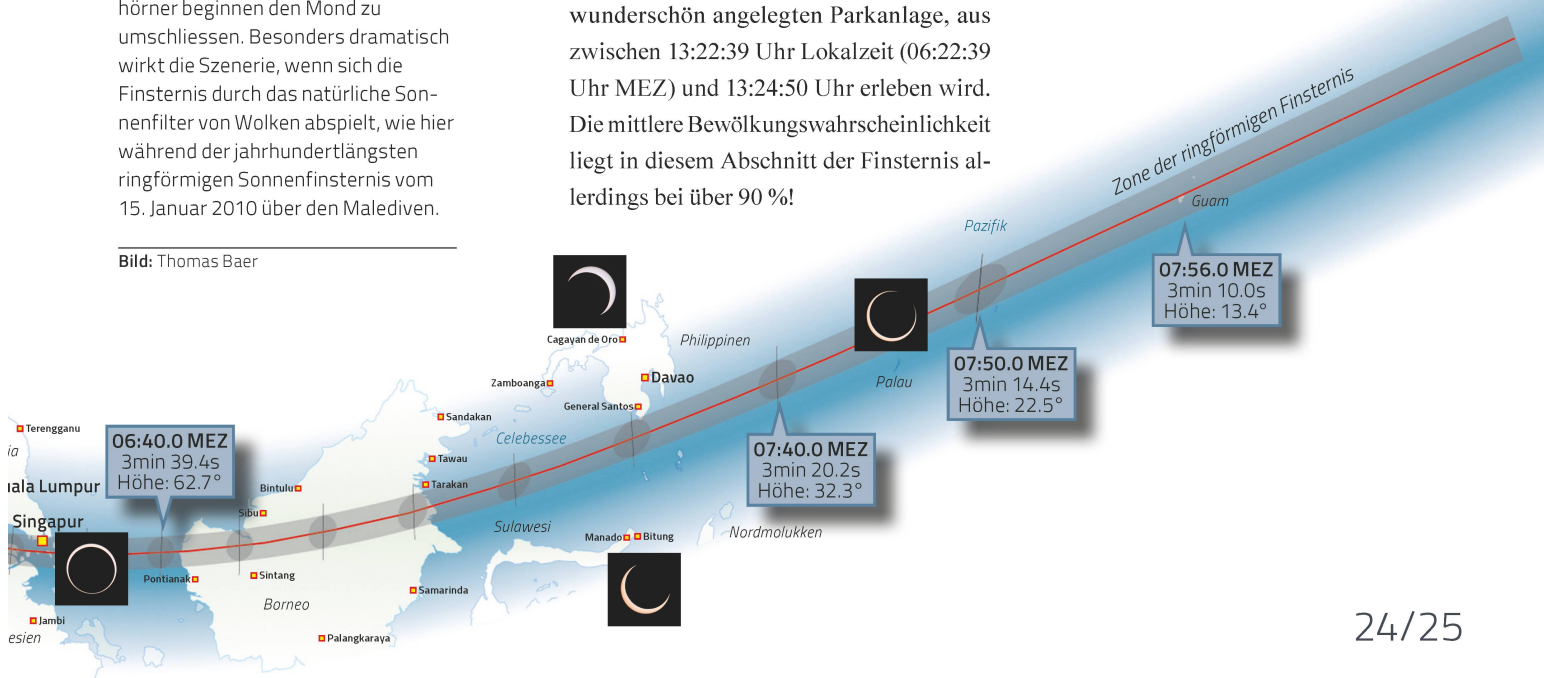 hörner beginnen den Mond zu
umschliessen. Besonders dramatisch
wirkt die Szenerie, wenn sich die
Finsternis durch das natürliche Son-
nenfilter von Wolken abspielt, wie hier
während der jahrhundertlängsten
ringförmigen Sonnenfinsternis vom
15. Januar 2010 über den Malediven.
Bild: Thomas Baer
wunderschön angelegten Parkanlage, aus
zwischen 13:22:39 Uhr Lokalzeit (06:22:39
Uhr MEZ) und 13:24:50 Uhr erleben wird.
Die mittlere Bewölkungswahrscheinlichkeit
liegt in diesem Abschnitt der Finsternis al-
lerdings bei über 90 %!
Zone der ringförmigen Finsternis
Guam
Pazifik
07:56.0 MEZ
3min 10.0s
Höhe: 13.4°
Cagayan de Oro
Philippinen
07:50.0 MEZ
3min 14.4s
Höhe: 22.5°
Palau
Zamboanga
Davao
General Santos
Sandakan
Celebessee
07:40.0 MEZ
3min 20.2s
Höhe: 32.3°
Terengganu
ia
06:40.0 MEZ
3min 39.4s
Höhe: 62.7°
Tawau
Tarakan
ala Lumpur
Bintulu
Sibu
Singapur
Sulawesi
Manado
Bitung
Nordmolukken
Pontianak
Sintang
Samarinda
Borneo
Jambi
esien
Palangkaraya
24/25